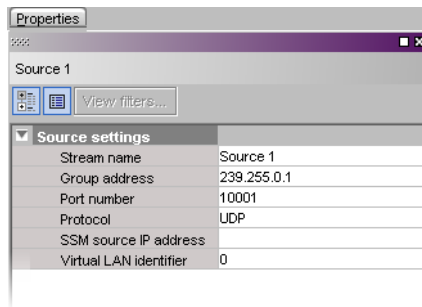 Properties
Source 1
View filters...
Source settings
Stream name Source 1
Group address 239.255.0.1
Port number 10001
Protocol UDP
SSM source IP address
Virtual LAN identifier 0